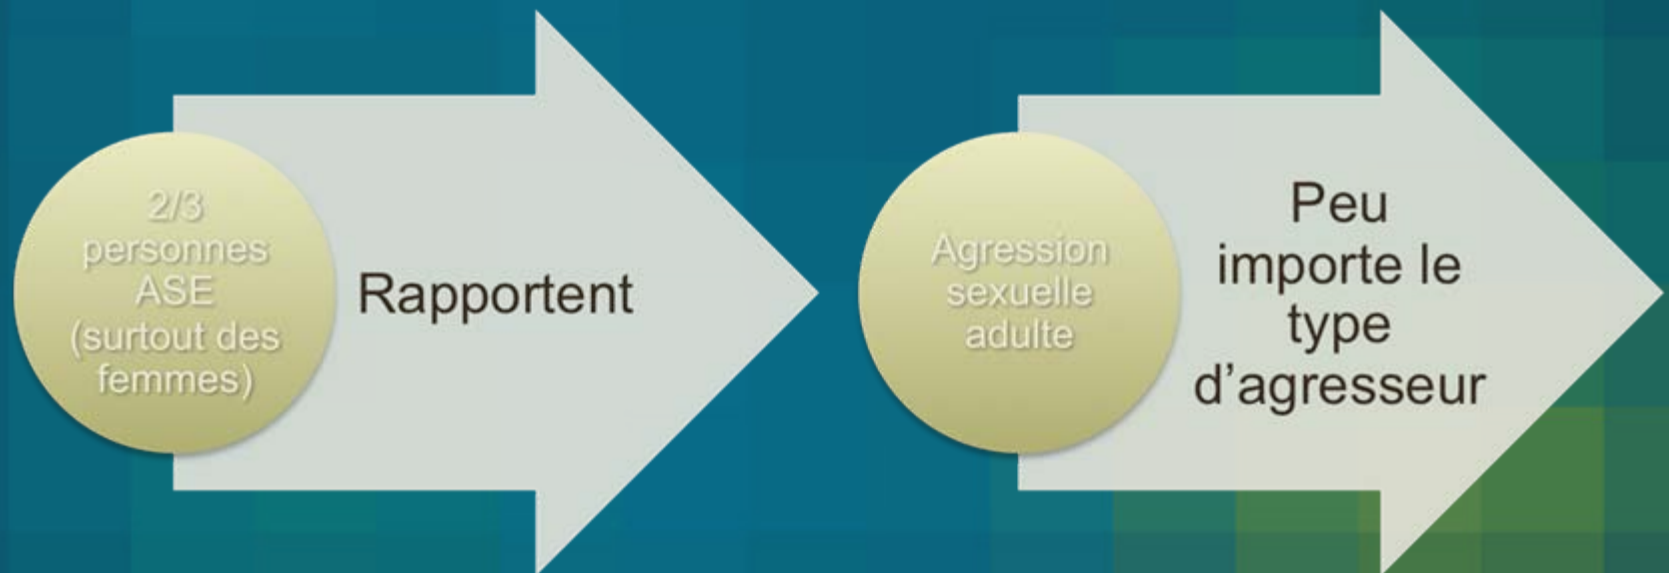 2/3
personnes
ASE
(surtout des
femmes)
Rapportent
Agression
sexuelle
adulte
Peu
importe le
type
d’agresseur